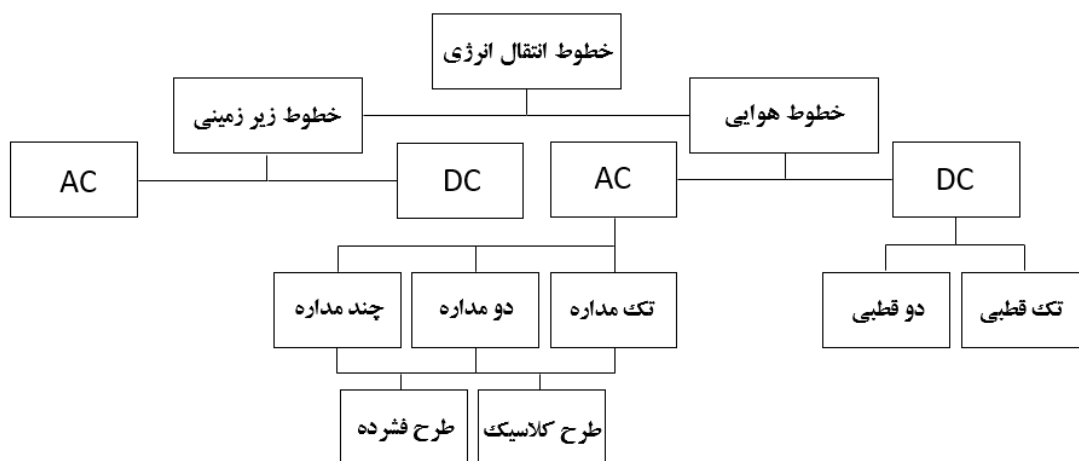 خطوط انتقال انرژی
خطوط هوایی
خطوط زیر زمینی
DC
AC
DC
AC
تک قطبی
دو قطبی
تک مداره
دو مداره
چند مداره
طرح کلاسیک
طرح فشرده